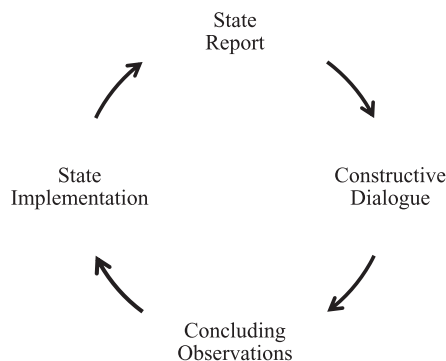 State
Report
Constructive
Dialogue
Concluding
Observations
State
Implementation